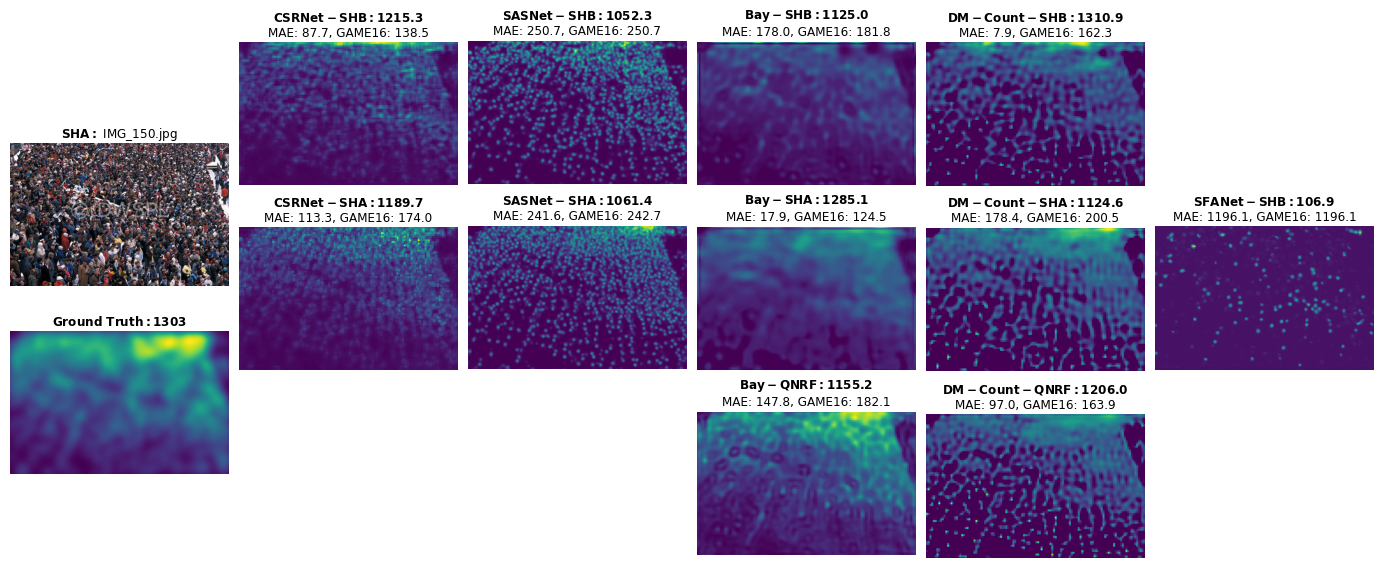 CSRNet-SHB: 1215.3
MAE: 87.7, GAME16: 138.5
SASNet-SHB: 1052.3
MAE: 250.7, GAME16: 250.7
Bay-SHB: 1125.0
MAE: 178.0, GAME16: 181.8
DM-Count-SHB: 1310.9
MAE: 7.9, GAME16: 162.3
SHA: IMG_150.jpg
CSRNet-SHA: 1189.7
MAE: 113.3, GAME16: 174.0
SASNet-SHA: 1061.4
MAE: 241.6, GAME16: 242.7
Bay-SHA: 1285.1
MAE: 17.9, GAME16: 124.5
DM-Count-SHA: 1124.6
MAE: 178.4, GAME16: 200.5
SFANet-SHB: 106.9
MAE: 1196.1, GAME16: 1196.1
Ground Truth: 1303
Bay-QNRF: 1155.2
MAE: 147.8, GAME16: 182.1
DM-Count-QNRF: 1206.0
MAE: 97.0, GAME16: 163.9